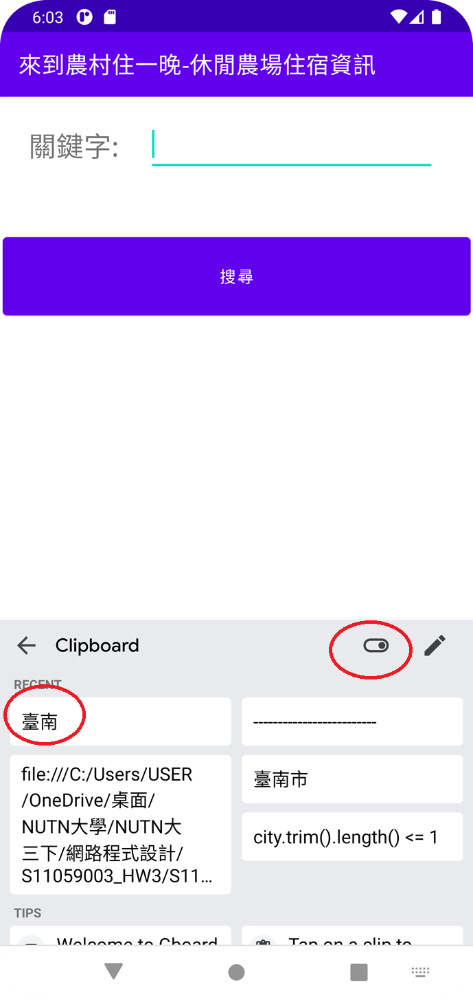 6:03
來到農村住一晚-休閒農場住宿資訊
關鍵字:
搜尋
Clipboard
RECENT
臺南
-------------------------
file:///C:/Users/USER
/OneDrive/桌面/
NUTN大學/NUTN大
三下/網路程式設計/
S11059003_HW3/S11...
臺南市
city.trim().length() <= 1
TIPS
Welcome to Gboard
Tap on a clip to